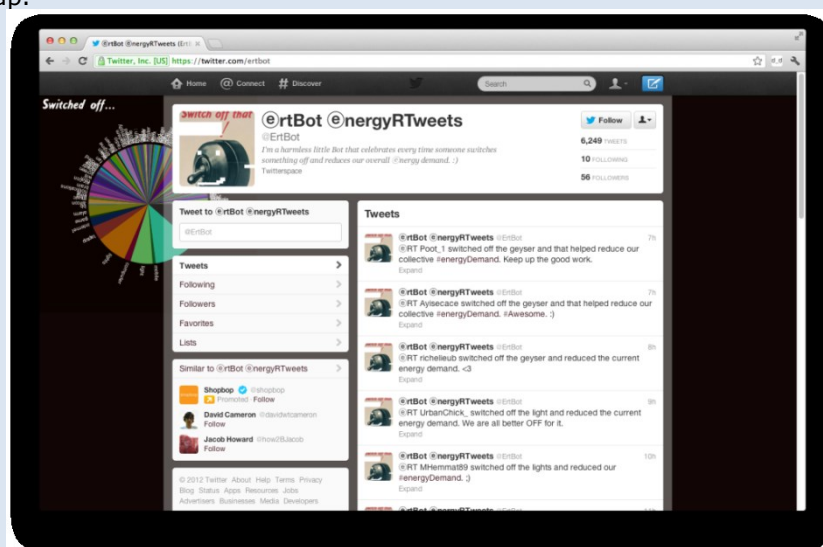 up.
Twitter, Inc. [US] https://twitter.com/ertbot
Home @ Connect # Discover
Search
Switched off...
Switch off that
!
ⓔrtBot ⓔnergyRTweets
@ErtBot
I'm a harmless little Bot that celebrates every time someone switches
something off and reduces our overall ⓔnergy demand. :)
Twitterspace
Follow
6,249 TWEETS
10 FOLLOWING
56 FOLLOWERS
Tweet to ⓔrtBot ⓔnergyRTweets
@ErtBot
Tweets
Following
Followers
Favorites
Lists
Similar to ⓔrtBot ⓔnergyRTweets
Shopbop @shopbop
Promoted · Follow
David Cameron
Follow
Jacob Howard @how2BJacob
Follow
© 2012 Twitter About Help Terms Privacy
Blog Status Apps Resources Jobs
Advertisers Businesses Media Developers
Tweets
ⓔrtBot ⓔnergyRTweets @ErtBot 7h
ⓔRT Poot_1 switched off the geyser and that helped reduce our
collective #energyDemand. Keep up the good work.
Expand
ⓔrtBot ⓔnergyRTweets @ErtBot 7h
ⓔRT Ayisecace switched off the geyser and that helped reduce our
collective #energyDemand. #Awesome. :)
Expand
ⓔrtBot ⓔnergyRTweets @ErtBot 8h
ⓔRT richelieub switched off the geyser and reduced the current
energy demand. <3
Expand
ⓔrtBot ⓔnergyRTweets @ErtBot 9h
ⓔRT UrbanChick_ switched off the light and reduced the current
energy demand. We are all better OFF for it.
Expand
ⓔrtBot ⓔnergyRTweets @ErtBot 10h
ⓔRT MHemmat89 switched off the lights and reduced our
#energyDemand. ;)
Expand
ⓔrtBot ⓔnergyRTweets @ErtBot